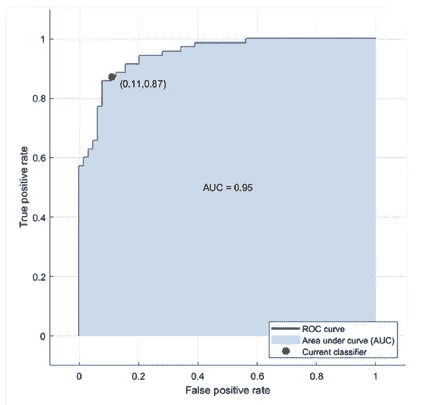 1
0.8
0.6
0.4
0.2
0
True positive rate
(0.11,0.87)
AUC = 0.95
ROC curve
Area under curve (AUC)
Current classifier
0 0.2 0.4 0.6 0.8 1
False positive rate